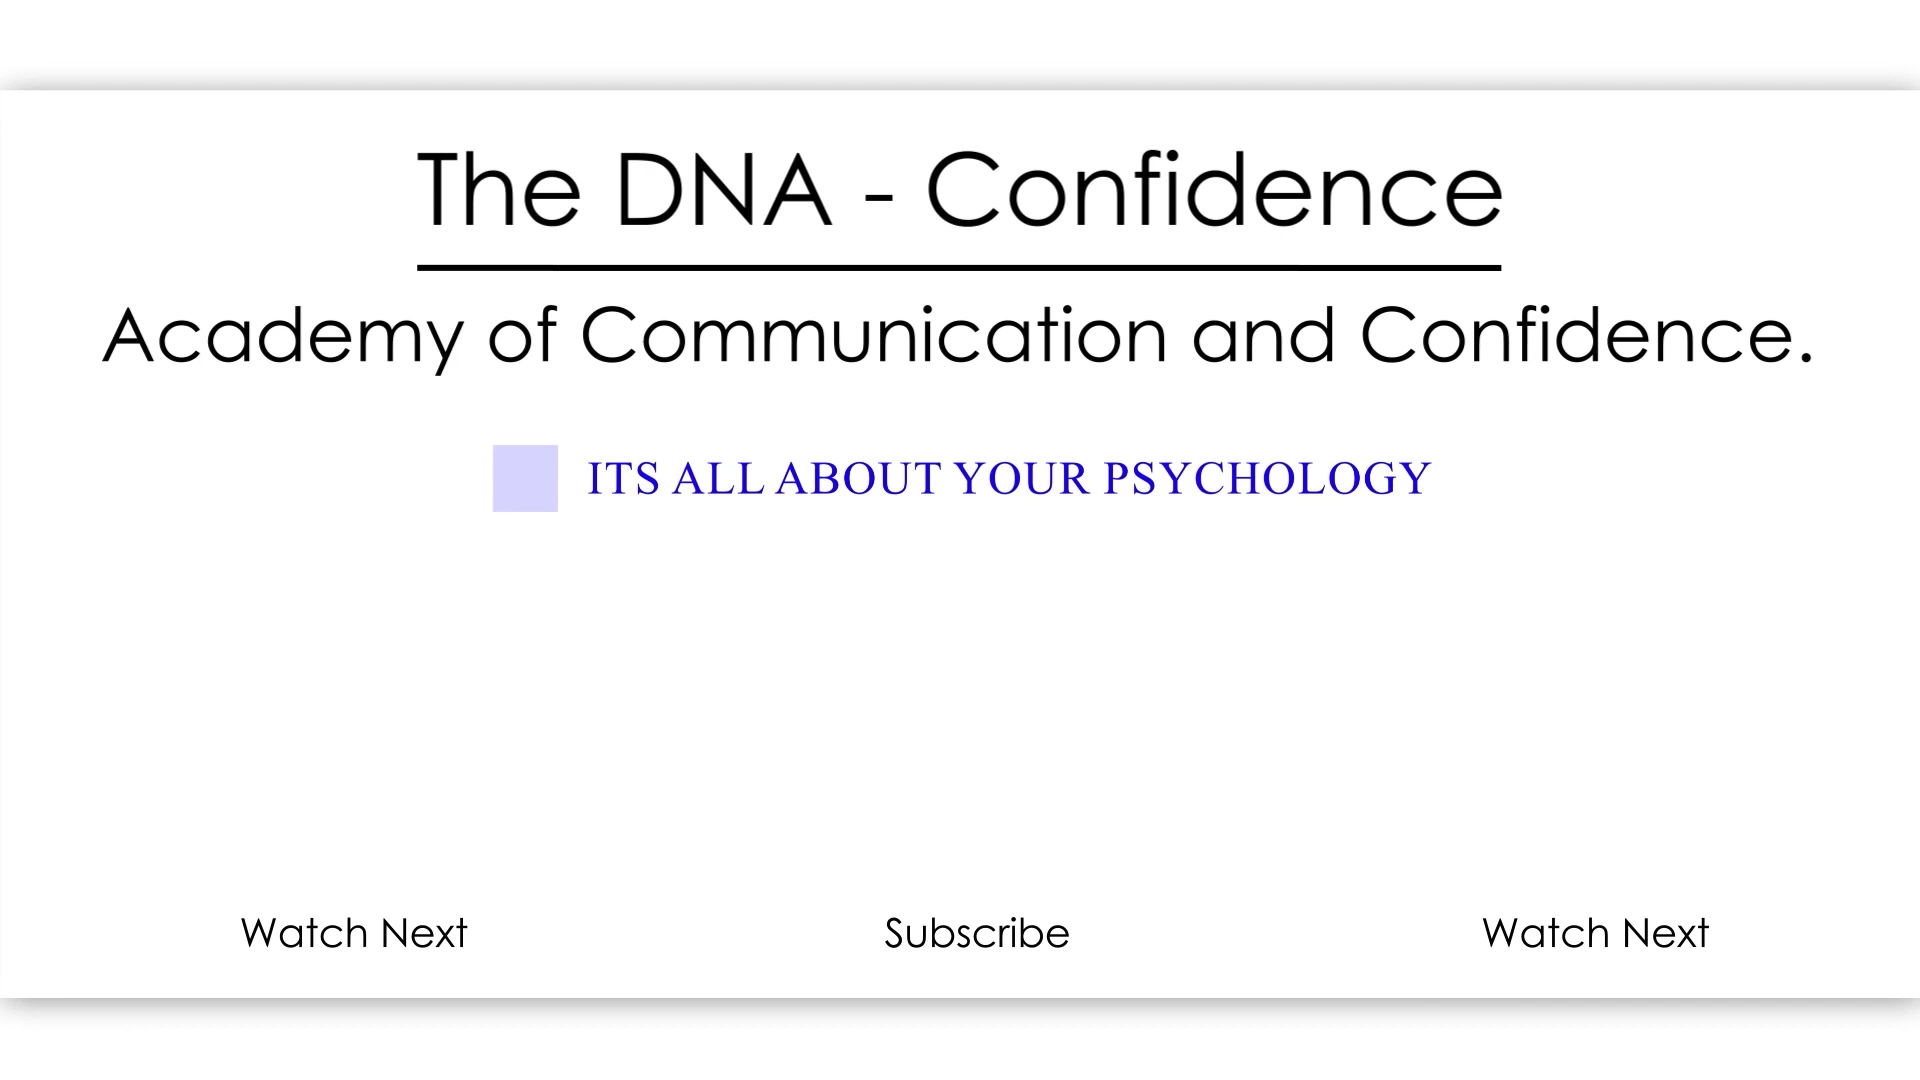 The DNA - Confidence
Academy of Communication and Confidence.
ITS ALL ABOUT YOUR PSYCHOLOGY
Watch Next
Subscribe
Watch Next